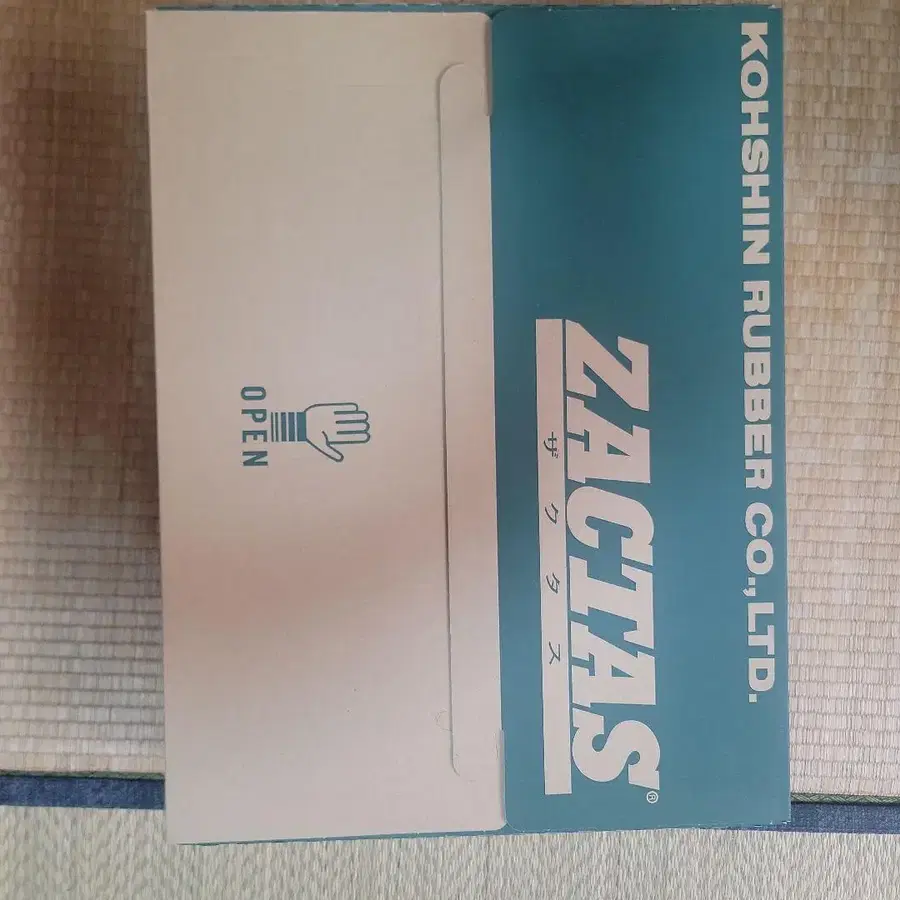 KOHSHIN RUBBER CO.,LTD.
ZACTAS®
ザクタス
OPEN